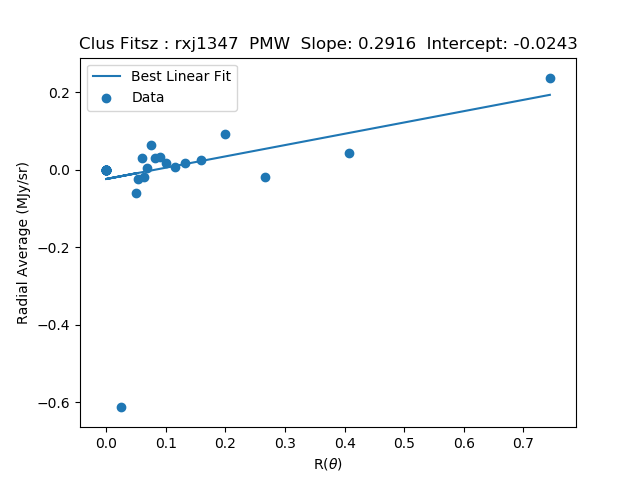 Clus Fitsz : rxj1347  PMW  Slope: 0.2916  Intercept: -0.0243
Best Linear Fit
Data
Radial Average (MJy/sr)
0.2
0.0
−0.2
−0.4
−0.6
0.0 0.1 0.2 0.3 0.4 0.5 0.6 0.7
R(θ)